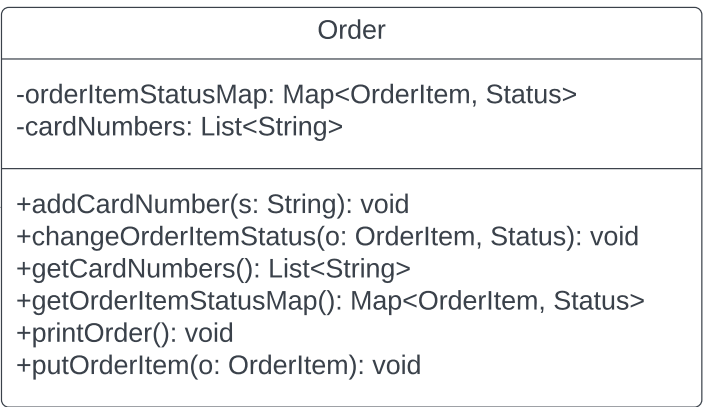 Order
-orderItemStatusMap: Map<OrderItem, Status>
-cardNumbers: List<String>
+addCardNumber(s: String): void
+changeOrderItemStatus(o: OrderItem, Status): void
+getCardNumbers(): List<String>
+getOrderItemStatusMap(): Map<OrderItem, Status>
+printOrder(): void
+putOrderItem(o: OrderItem): void